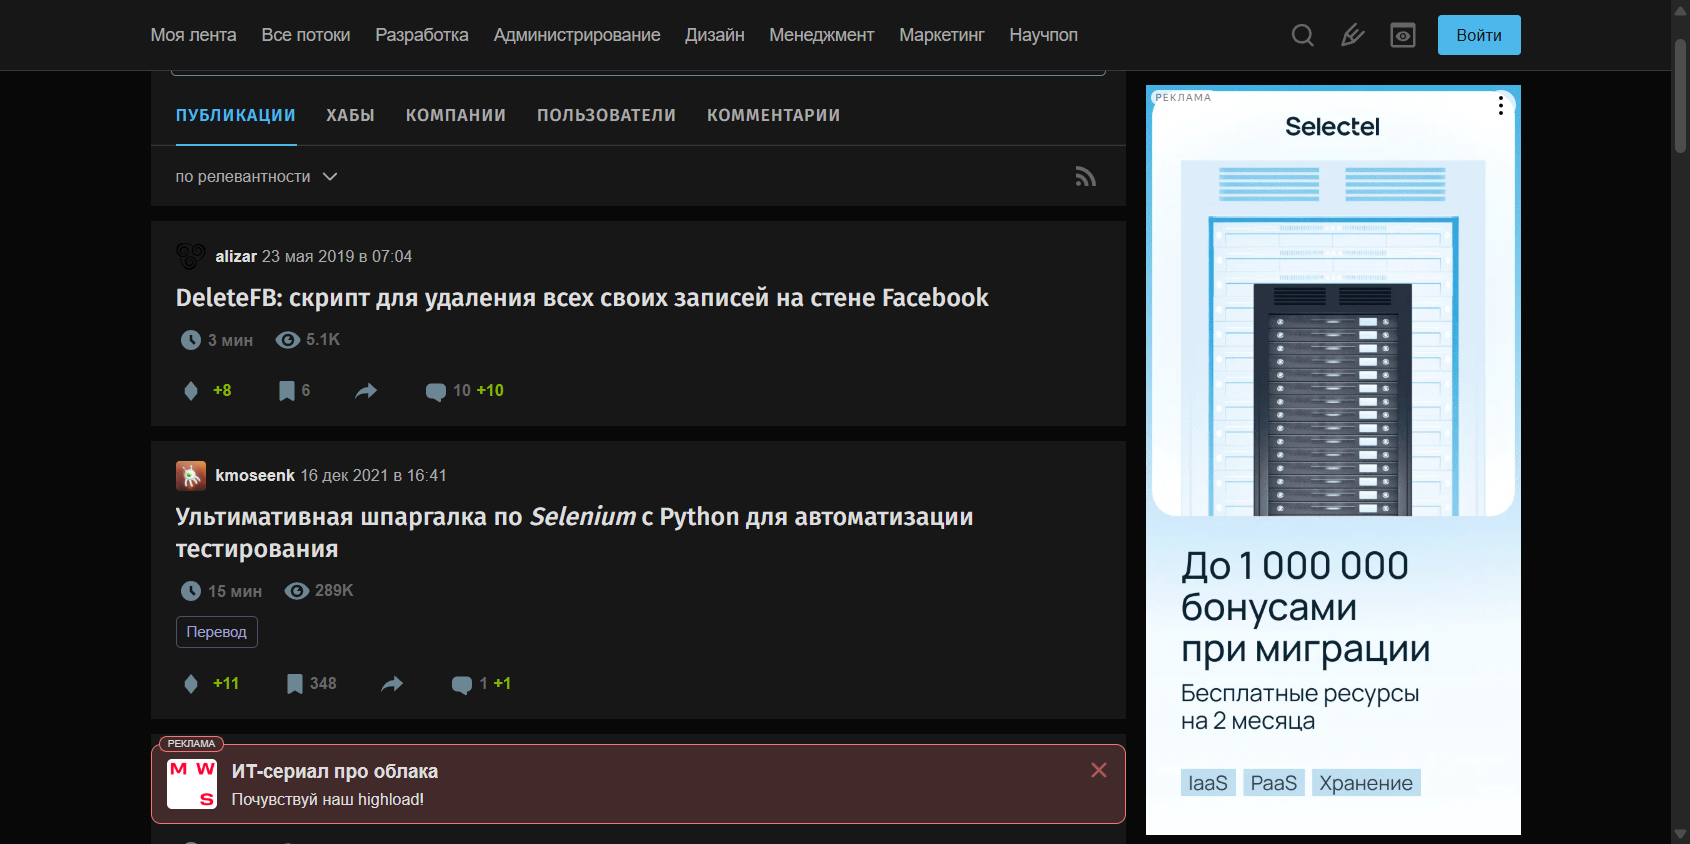 Моя лента Все потоки Разработка Администрирование Дизайн Менеджмент Маркетинг Научпоп Войти
ПУБЛИКАЦИИ ХАБЫ КОМПАНИИ ПОЛЬЗОВАТЕЛИ КОММЕНТАРИИ
по релевантности
alizar 23 мая 2019 в 07:04
DeleteFB: скрипт для удаления всех своих записей на стене Facebook
3 мин 5.1K
+8 6 10 +10
kmoseenk 16 дек 2021 в 16:41
Ультимативная шпаргалка по Selenium с Python для автоматизации
тестирования
15 мин 289K
Перевод
+11 348 1 +1
РЕКЛАМА
M W S
ИТ-сериал про облака
Почувствуй наш highload!
РЕКЛАМА
Selectel
До 1 000 000
бонусами
при миграции
Бесплатные ресурсы
на 2 месяца
IaaS PaaS Хранение